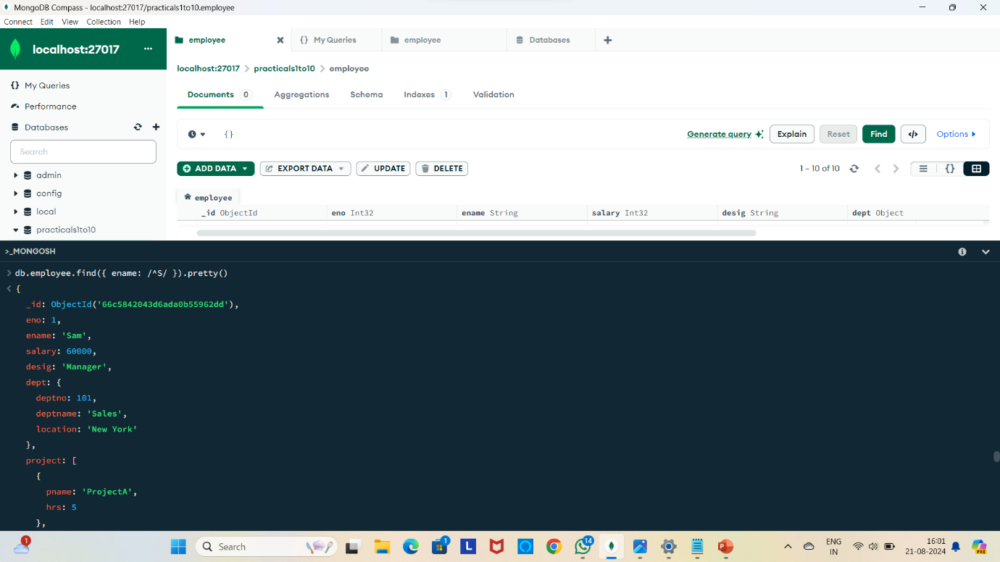 MongoDB Compass - localhost:27017/practicals1to10.employee
Connect Edit View Collection Help
localhost:27017 ...
employee
{} My Queries
employee
Databases
localhost:27017 > practicals1to10 > employee
{} My Queries
Performance
Databases
Search
admin
config
local
practicals1to10
Documents 0 Aggregations Schema Indexes 1 Validation
{}
Generate query Explain Reset Find </> Options
ADD DATA EXPORT DATA UPDATE DELETE
1 – 10 of 10
{}
employee
_id ObjectId eno Int32 ename String salary Int32 desig String dept Object
>_MONGOSH
> db.employee.find({ ename: /^S/ }).pretty()
< {
_id: ObjectId('66c5842043d6ada0b55962dd'),
eno: 1,
ename: 'Sam',
salary: 60000,
desig: 'Manager',
dept: {
deptno: 101,
deptname: 'Sales',
location: 'New York'
},
project: [
{
pname: 'ProjectA',
hrs: 5
},
1
Search
1
L
14
ENG
IN
16:01
21-08-2024
PRE